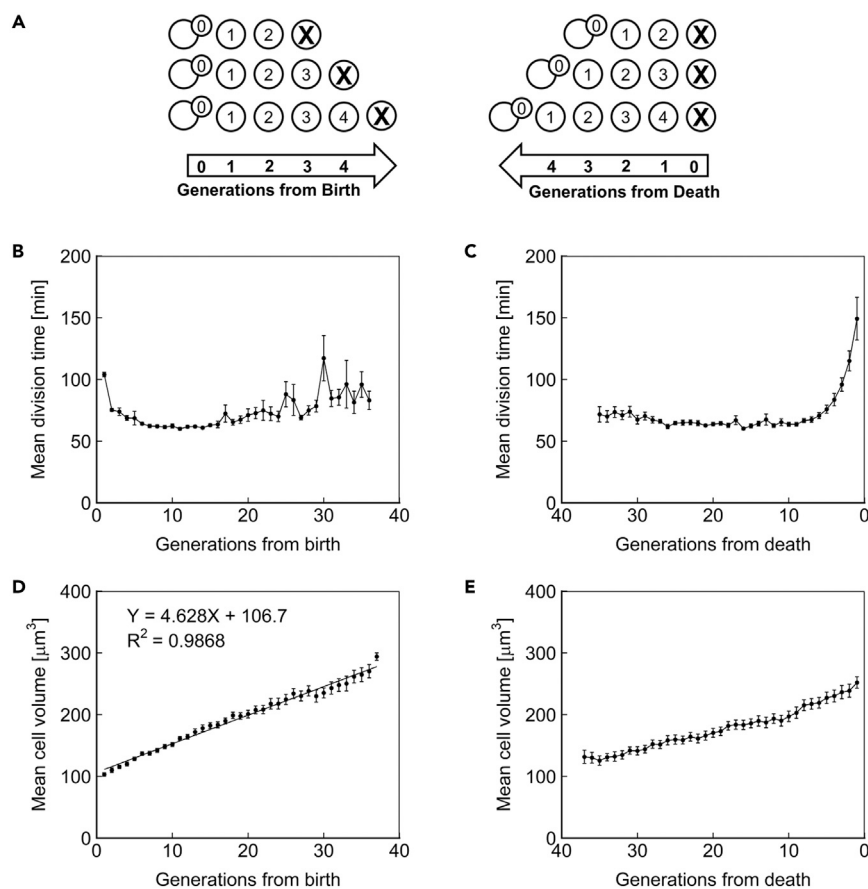 A
0 1 2 X
0 1 2 3 X
0 1 2 3 4 X
0 1 2 3 4
Generations from Birth
0 1 2 X
0 1 2 3 X
0 1 2 3 4 X
4 3 2 1 0
Generations from Death
B
Mean division time [min]
200
150
100
50
0
0 10 20 30 40
Generations from birth
C
Mean division time [min]
200
150
100
50
0
40 30 20 10 0
Generations from death
D
Mean cell volume [μm³]
400
300
200
100
0
Y = 4.628X + 106.7
R² = 0.9868
0 10 20 30 40
Generations from birth
E
Mean cell volume [μm³]
400
300
200
100
0
40 30 20 10 0
Generations from death